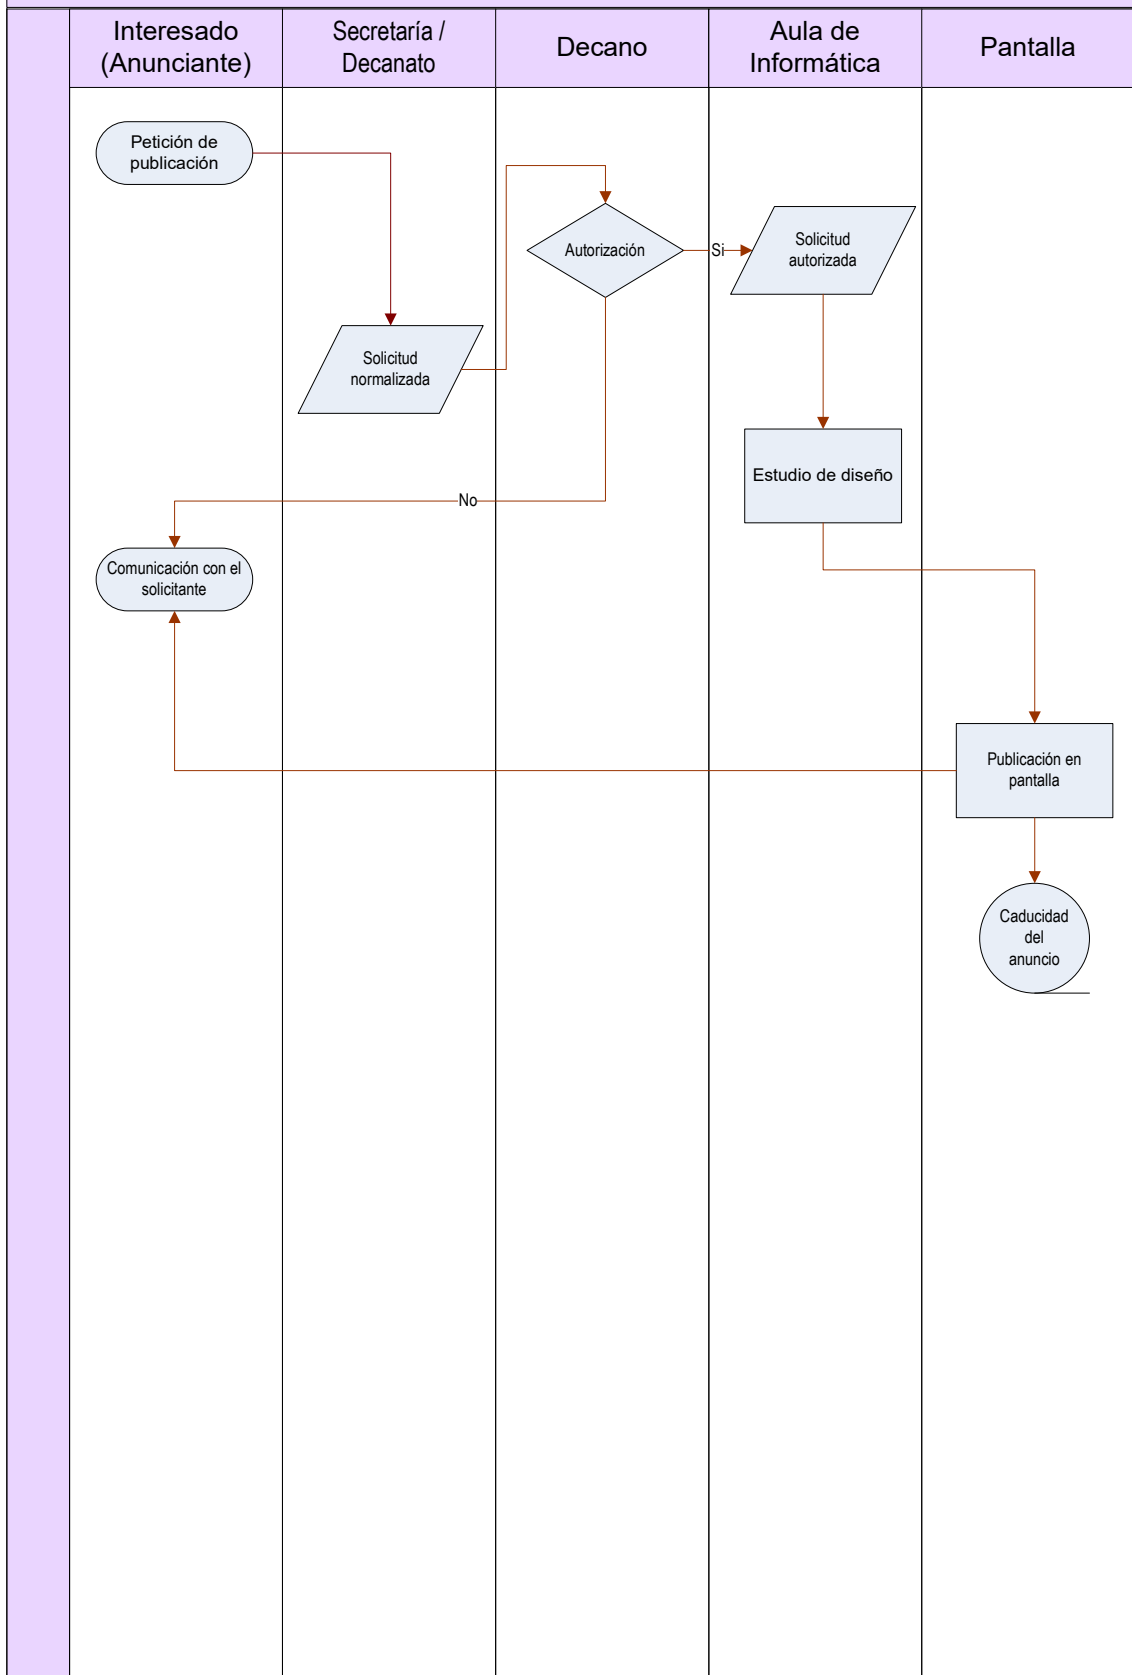 Interesado
(Anunciante)
Secretaría /
Decanato
Decano
Aula de
Informática
Pantalla
Petición de
publicación
Autorización
Si
Solicitud
autorizada
Solicitud
normalizada
Estudio de diseño
No
Comunicación con el
solicitante
Publicación en
pantalla
Caducidad
del
anuncio